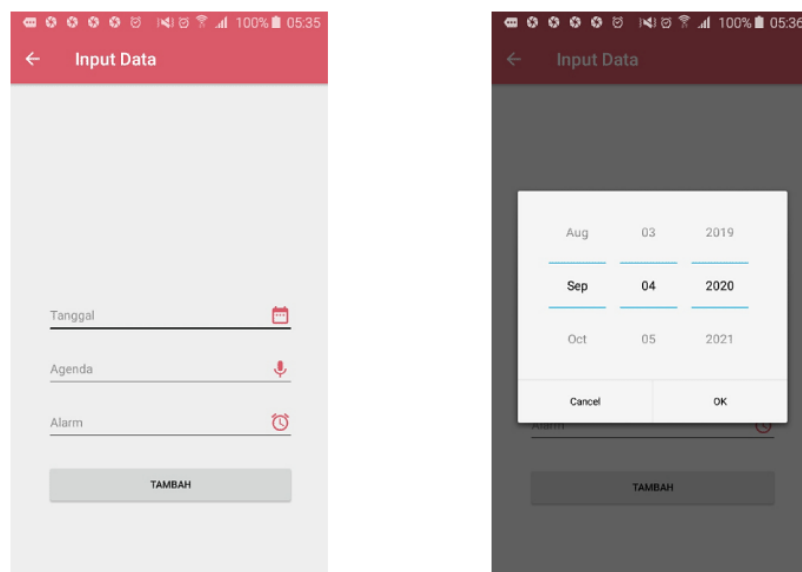 100% 05:35
Input Data
Tanggal
Agenda
Alarm
TAMBAH
100% 05:36
Input Data
Aug 03 2019
Sep 04 2020
Oct 05 2021
Cancel OK
Alarm
TAMBAH